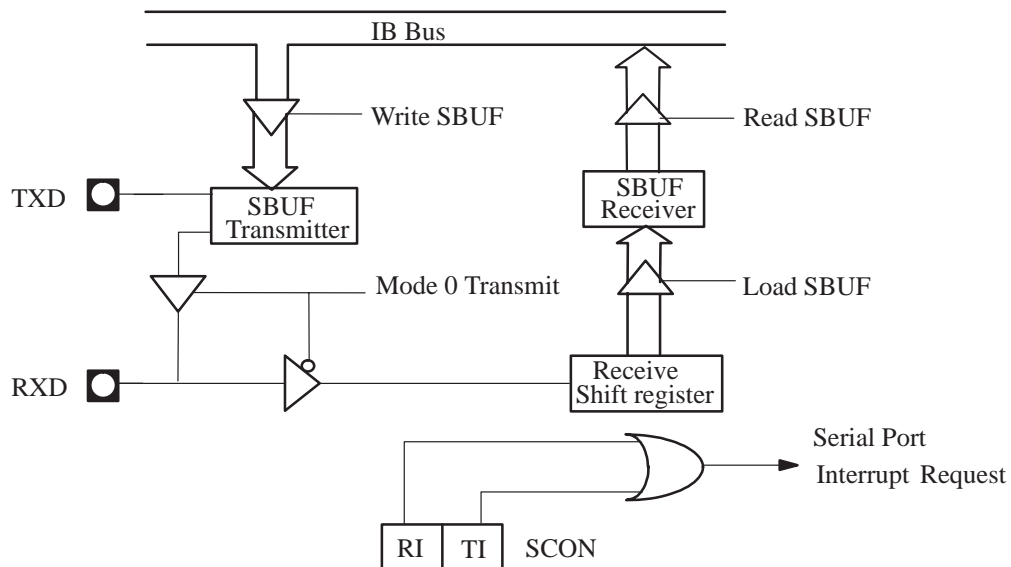 IB Bus
Write SBUF
Read SBUF
TXD
SBUF
Transmitter
SBUF
Receiver
Mode 0 Transmit
Load SBUF
RXD
Receive
Shift register
Serial Port
Interrupt Request
RI
TI
SCON